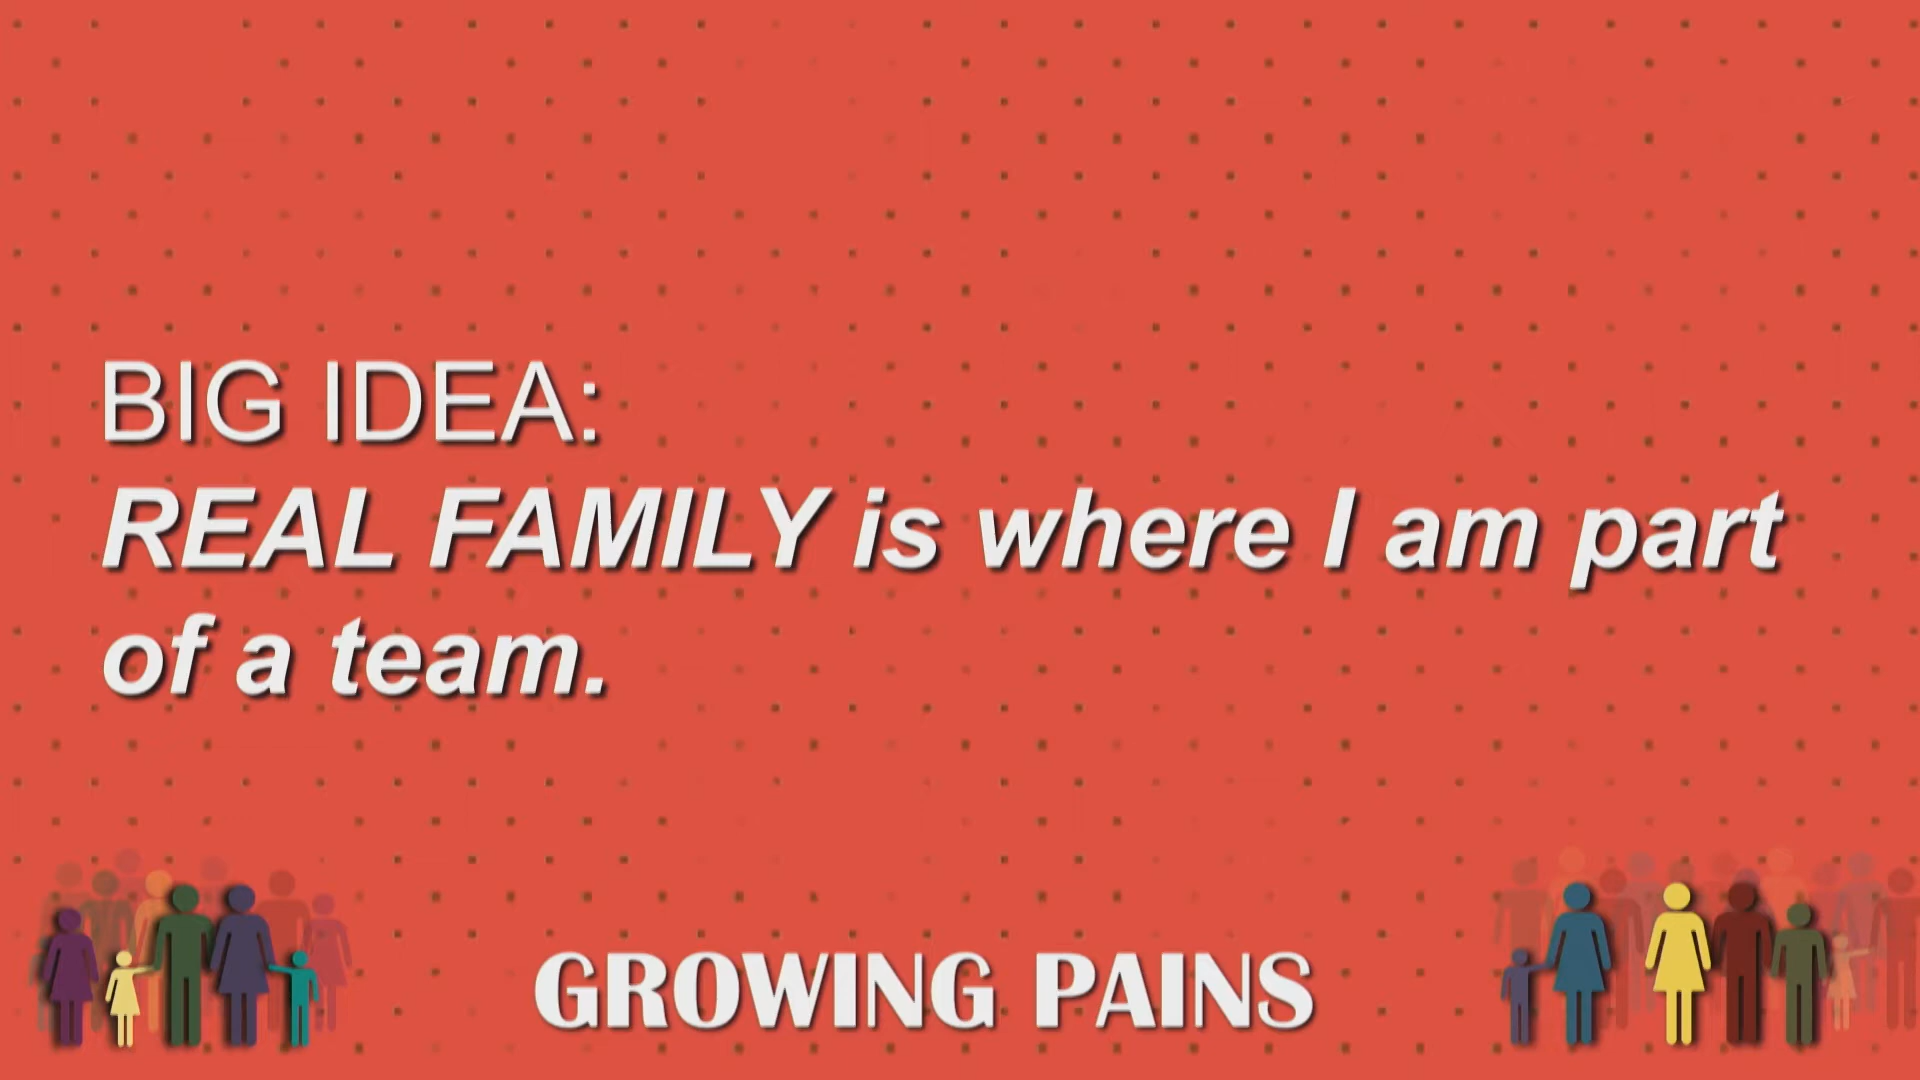 BIG IDEA:
REAL FAMILY is where I am part
of a team.
GROWING PAINS